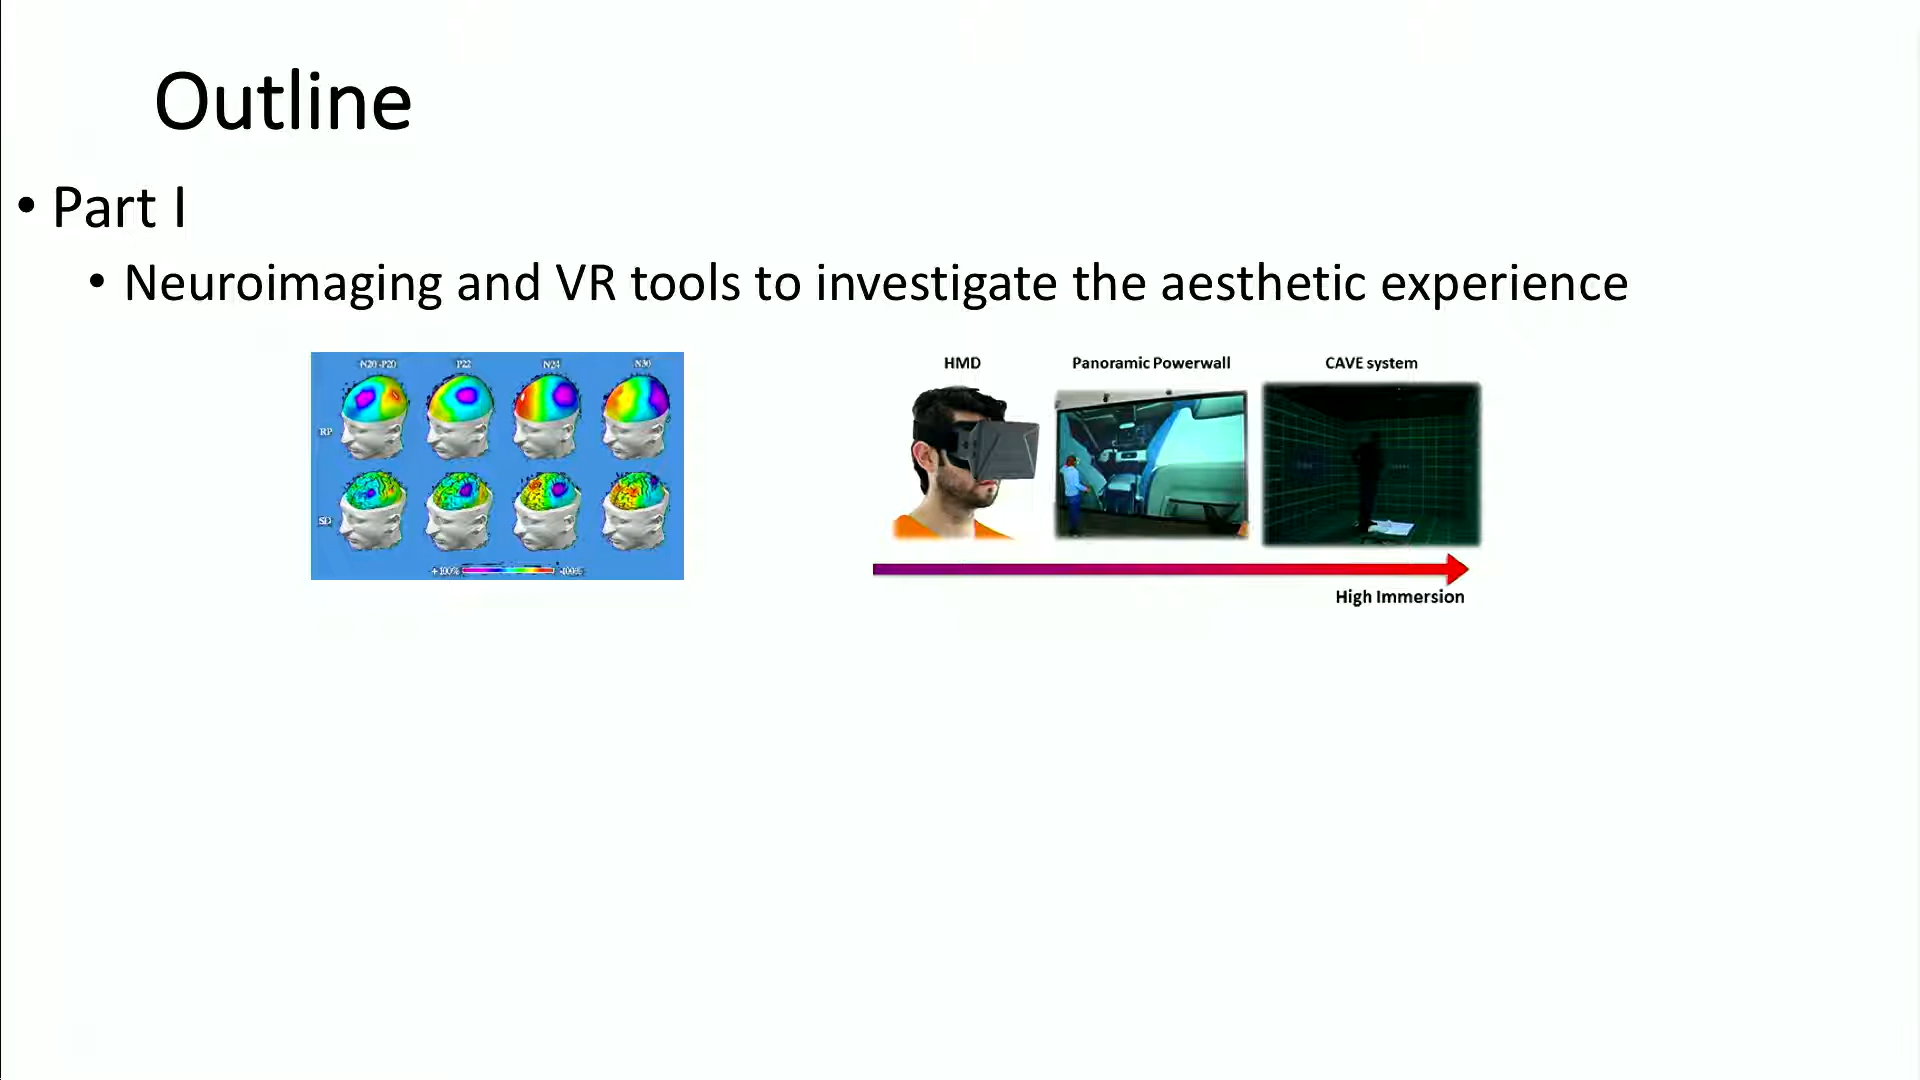 Outline
• Part I
• Neuroimaging and VR tools to investigate the aesthetic experience
N20-P20 P22 N24 N30
RP
SD
+100% -100%
HMD Panoramic Powerwall CAVE system
High Immersion